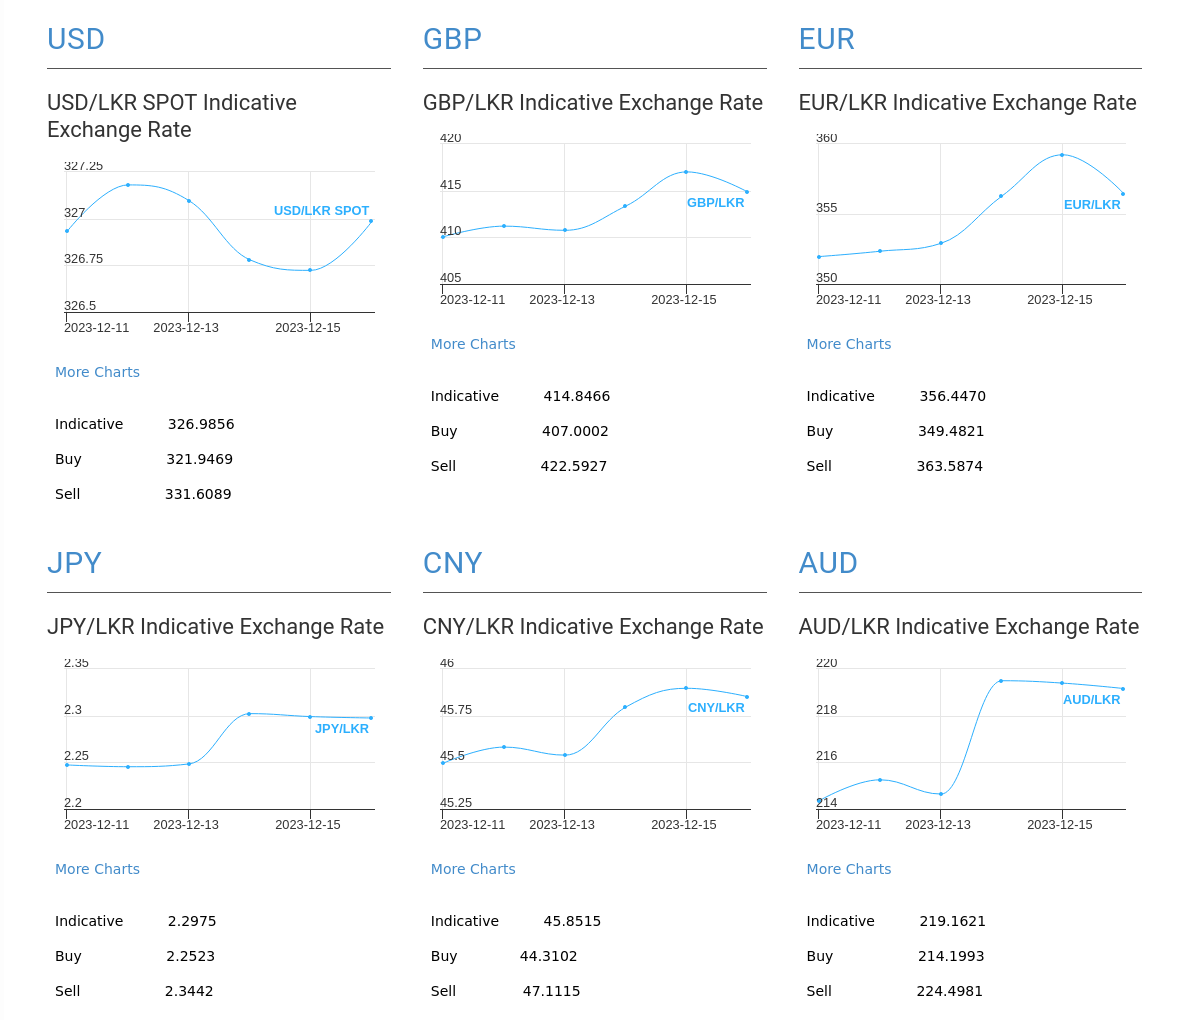 USD
USD/LKR SPOT Indicative
Exchange Rate
327.25
327
326.75
326.5
USD/LKR SPOT
2023-12-11 2023-12-13 2023-12-15
More Charts
Indicative 326.9856
Buy 321.9469
Sell 331.6089
GBP
GBP/LKR Indicative Exchange Rate
420
415
410
405
GBP/LKR
2023-12-11 2023-12-13 2023-12-15
More Charts
Indicative 414.8466
Buy 407.0002
Sell 422.5927
EUR
EUR/LKR Indicative Exchange Rate
360
355
350
EUR/LKR
2023-12-11 2023-12-13 2023-12-15
More Charts
Indicative 356.4470
Buy 349.4821
Sell 363.5874
JPY
JPY/LKR Indicative Exchange Rate
2.35
2.3
2.25
2.2
JPY/LKR
2023-12-11 2023-12-13 2023-12-15
More Charts
Indicative 2.2975
Buy 2.2523
Sell 2.3442
CNY
CNY/LKR Indicative Exchange Rate
46
45.75
45.5
45.25
CNY/LKR
2023-12-11 2023-12-13 2023-12-15
More Charts
Indicative 45.8515
Buy 44.3102
Sell 47.1115
AUD
AUD/LKR Indicative Exchange Rate
220
218
216
214
AUD/LKR
2023-12-11 2023-12-13 2023-12-15
More Charts
Indicative 219.1621
Buy 214.1993
Sell 224.4981